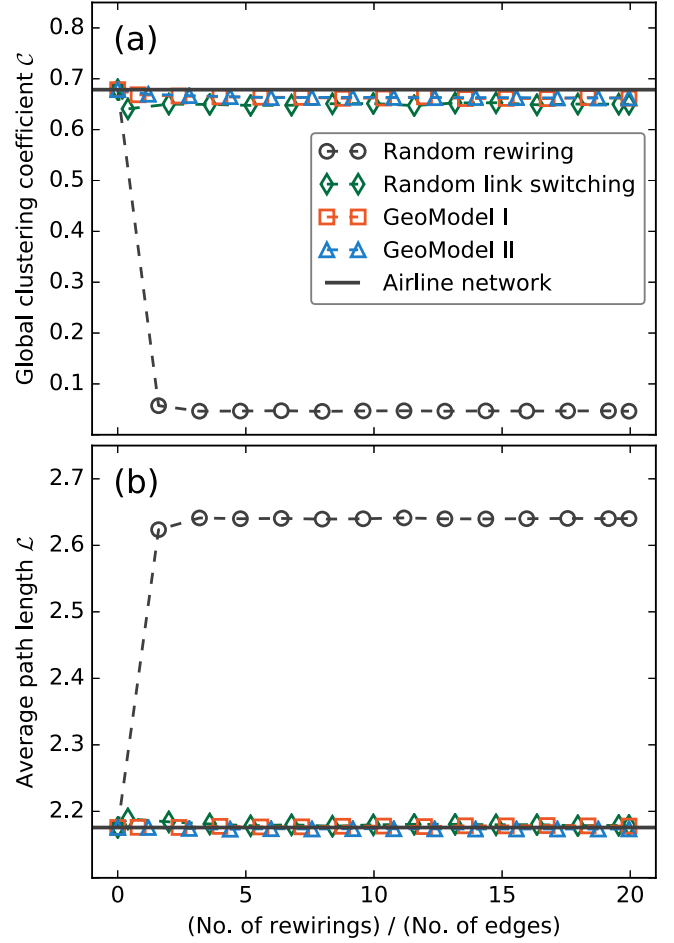 0.8
0.7
0.6
0.5
0.4
0.3
0.2
0.1
Global clustering coefficient 𝒞
(a)
Random rewiring
Random link switching
GeoModel I
GeoModel II
Airline network
2.7
2.6
2.5
2.4
2.3
2.2
Average path length ℒ
(b)
0 5 10 15 20
(No. of rewirings) / (No. of edges)